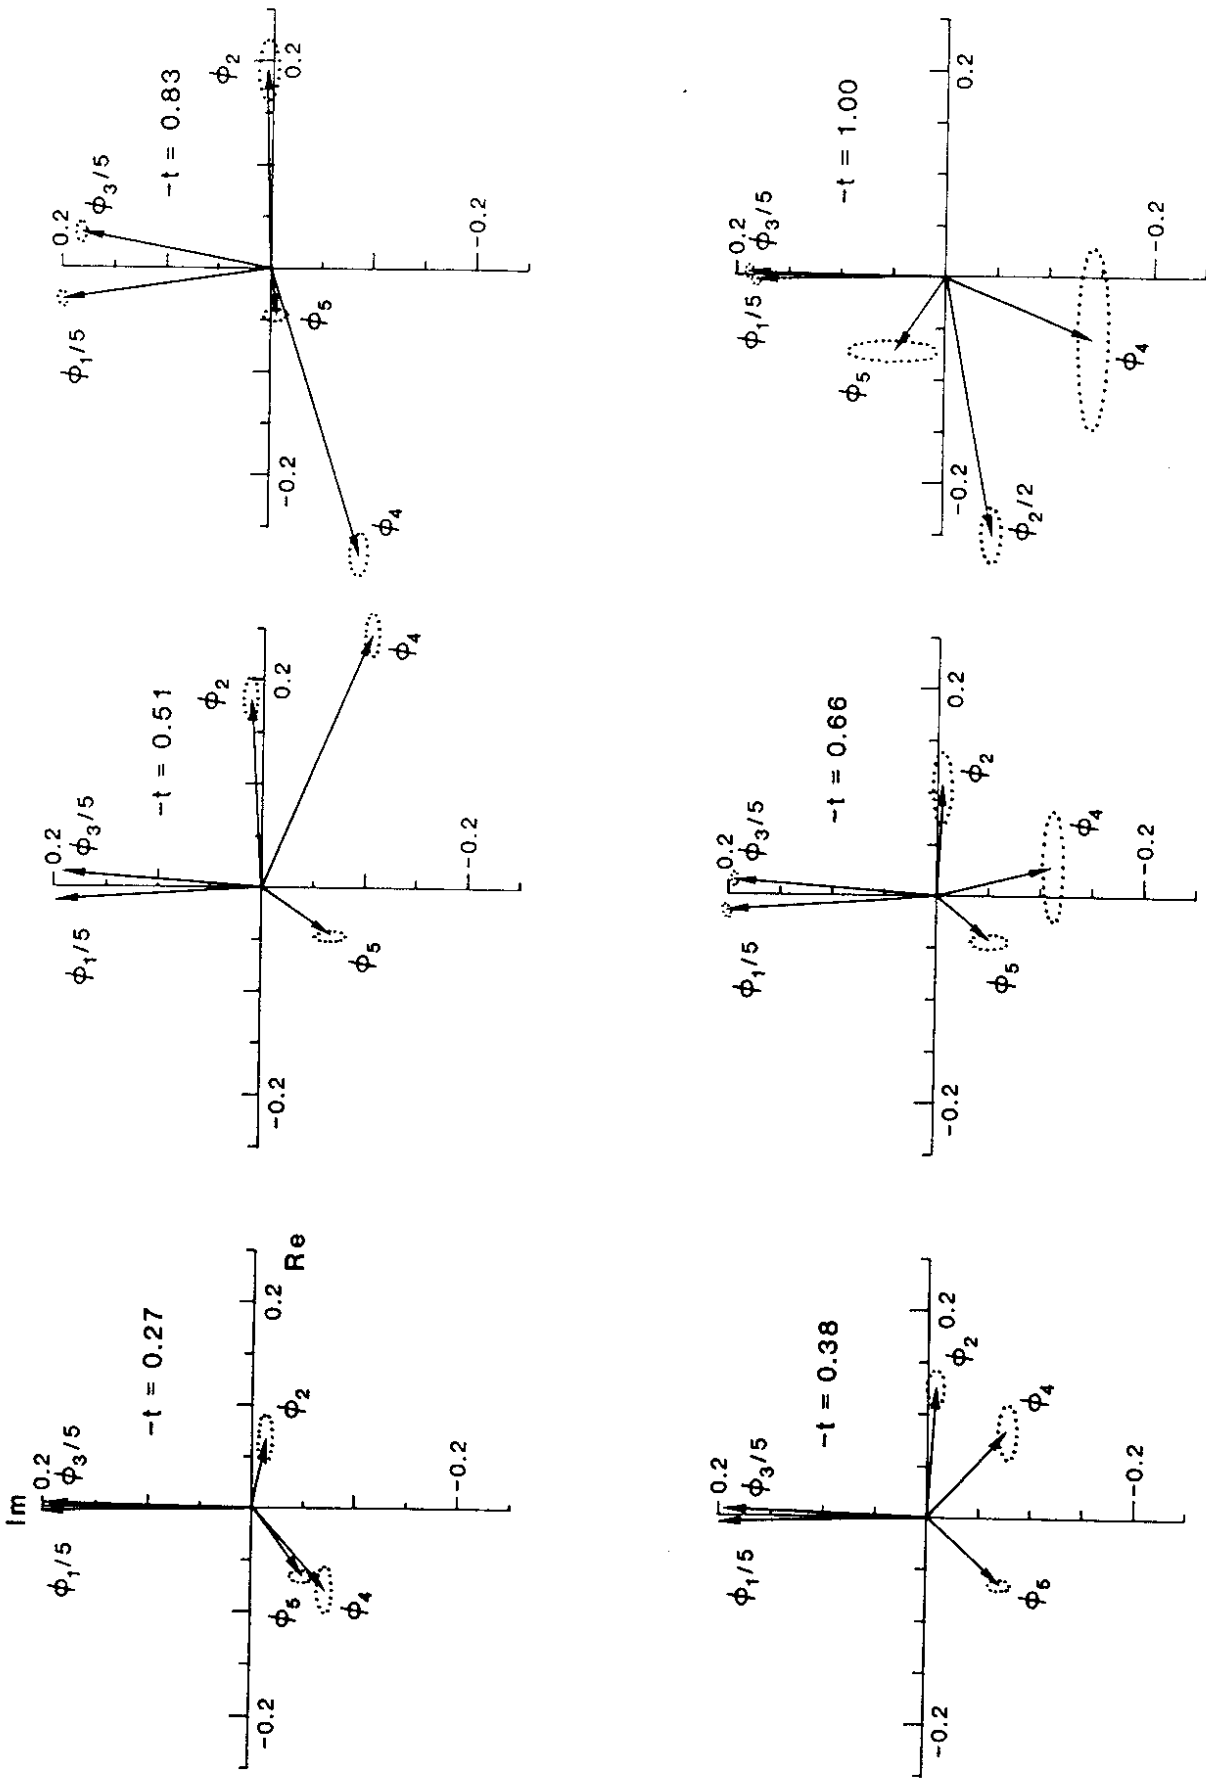 Im
ϕ₁/5
0.2
ϕ₃/5
-t = 0.27
ϕ₅
ϕ₄
ϕ₂
0.2
Re
-0.2
-0.2
ϕ₁/5
0.2
ϕ₃/5
-t = 0.51
ϕ₂
0.2
ϕ₄
ϕ₅
-0.2
-0.2
ϕ₁/5
0.2
ϕ₃/5
-t = 0.83
ϕ₂
0.2
ϕ₅
-0.2
ϕ₄
-0.2
ϕ₁/5
0.2
ϕ₃/5
-t = 0.38
0.2
ϕ₂
ϕ₄
ϕ₅
-0.2
-0.2
ϕ₁/5
0.2
ϕ₃/5
-t = 0.66
0.2
ϕ₂
ϕ₄
ϕ₅
-0.2
-0.2
ϕ₁/5
0.2
ϕ₃/5
-t = 1.00
0.2
ϕ₅
-0.2
ϕ₂/2
ϕ₄
-0.2